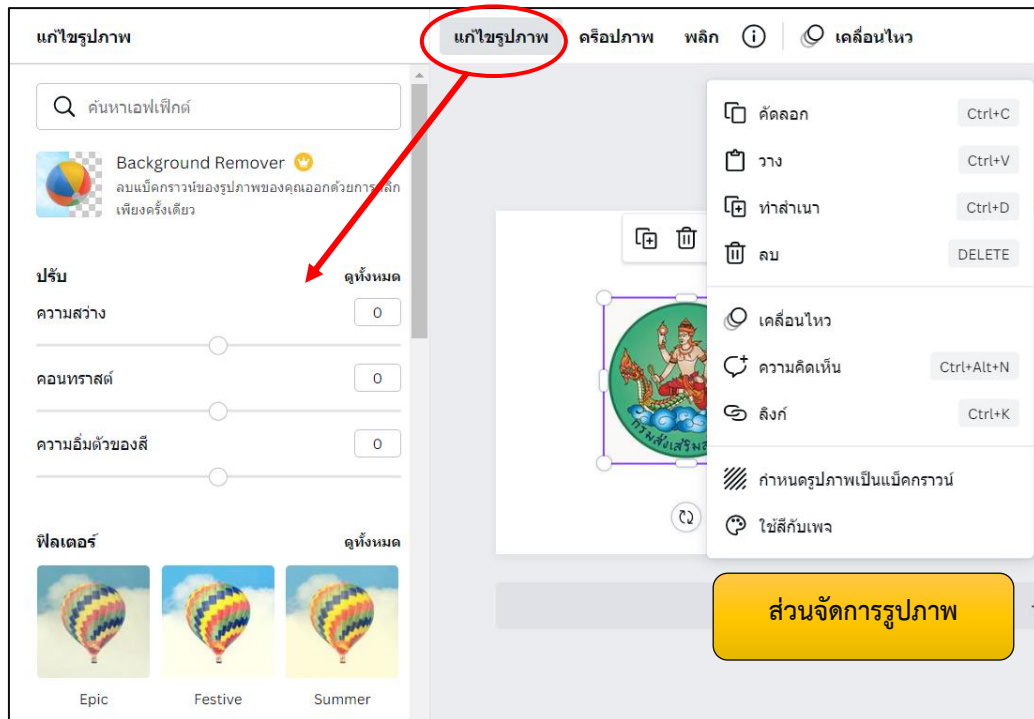 แก้ไขรูปภาพ
แก้ไขรูปภาพ ครอปภาพ พลิก เคลื่อนไหว
ค้นหาเอฟเฟ็กต์
Background Remover
ลบแบ็คกราวน์ของรูปภาพของคุณออกด้วยการคลิก
เพียงครั้งเดียว
ปรับ ดูทั้งหมด
ความสว่าง 0
คอนทราสต์ 0
ความอิ่มตัวของสี 0
ฟิลเตอร์ ดูทั้งหมด
Epic Festive Summer
คัดลอก Ctrl+C
วาง Ctrl+V
ทำสำเนา Ctrl+D
ลบ DELETE
เคลื่อนไหว
ความคิดเห็น Ctrl+Alt+N
ลิงก์ Ctrl+K
กำหนดรูปภาพเป็นแบ็คกราวน์
ใช้สีกับเพจ
กรมส่งเสริม
ส่วนจัดการรูปภาพ